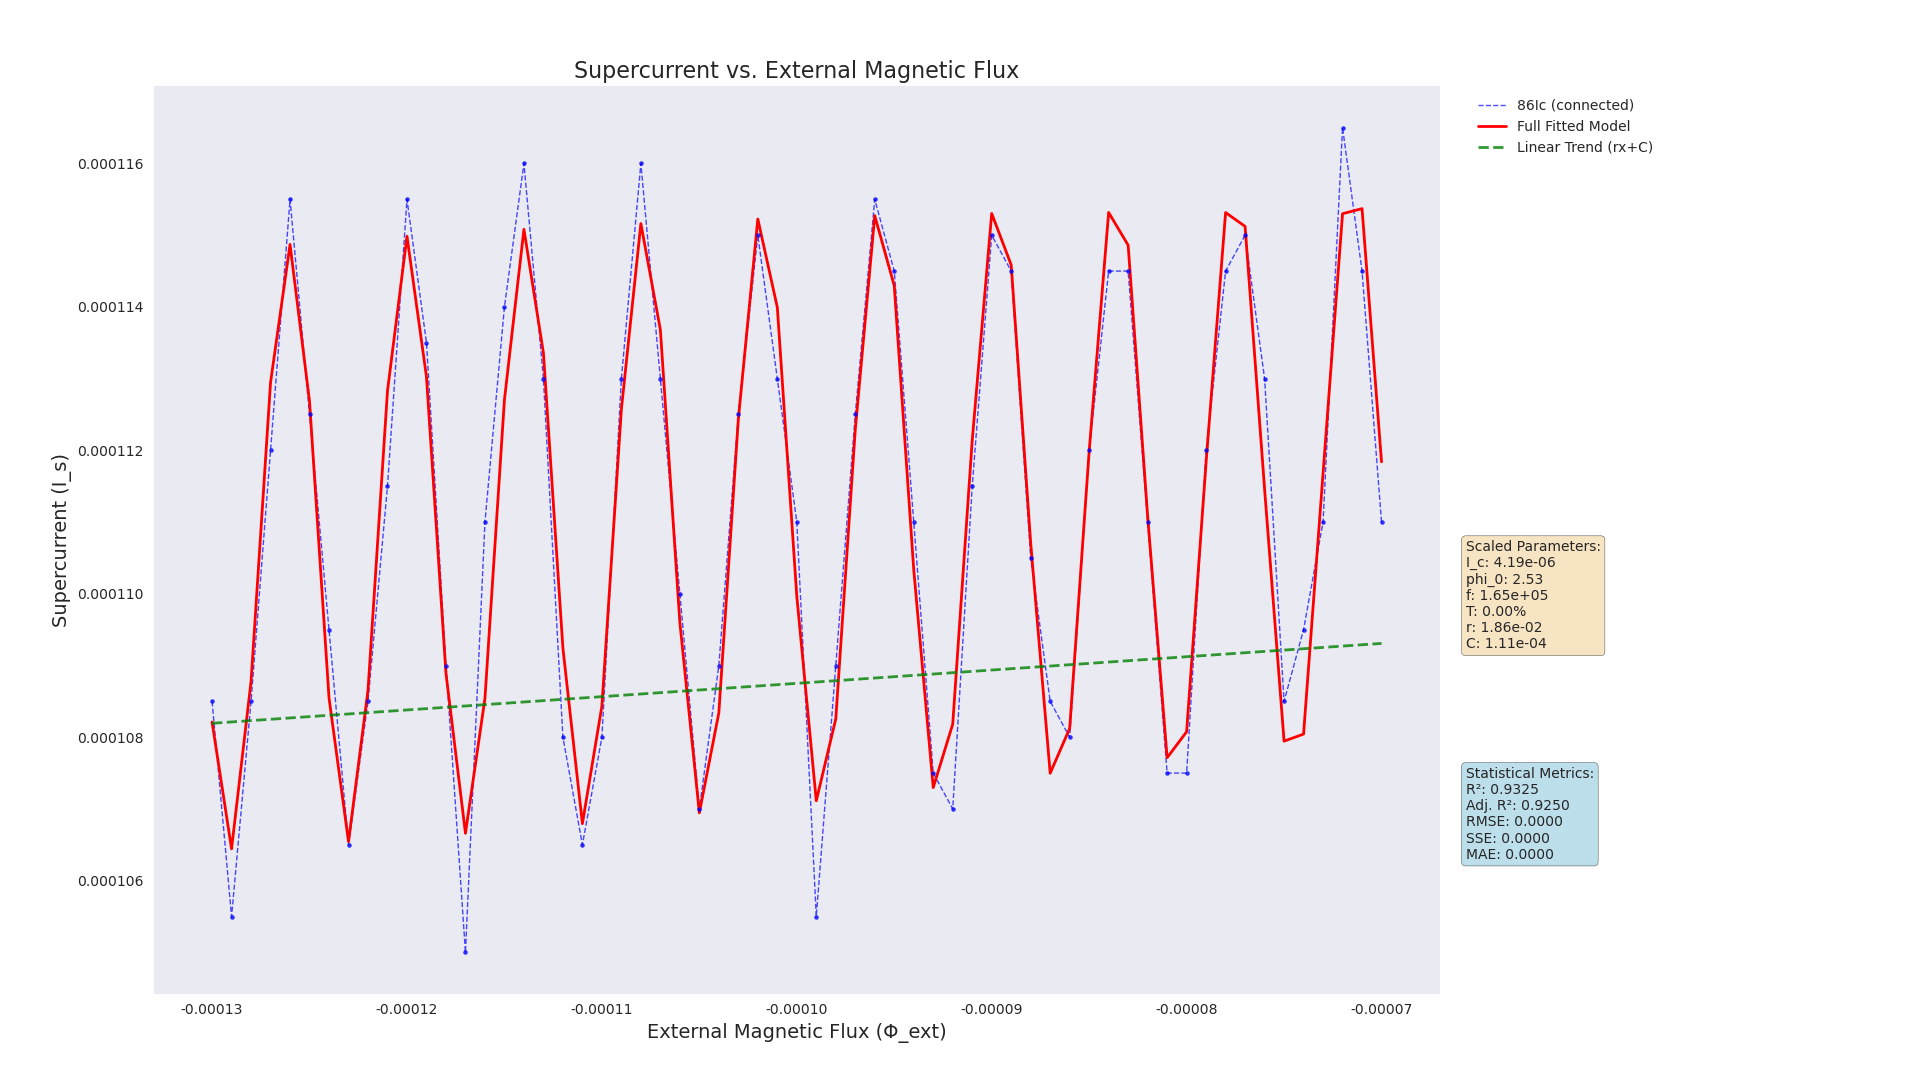 Supercurrent vs. External Magnetic Flux
86Ic (connected)
Full Fitted Model
Linear Trend (rx+C)
0.000116
0.000114
0.000112
0.000110
0.000108
0.000106
Supercurrent (I_s)
-0.00013
-0.00012
-0.00011
-0.00010
-0.00009
-0.00008
-0.00007
External Magnetic Flux (Φ_ext)
Scaled Parameters:
I_c: 4.19e-06
phi_0: 2.53
f: 1.65e+05
T: 0.00%
r: 1.86e-02
C: 1.11e-04
Statistical Metrics:
R²: 0.9325
Adj. R²: 0.9250
RMSE: 0.0000
SSE: 0.0000
MAE: 0.0000